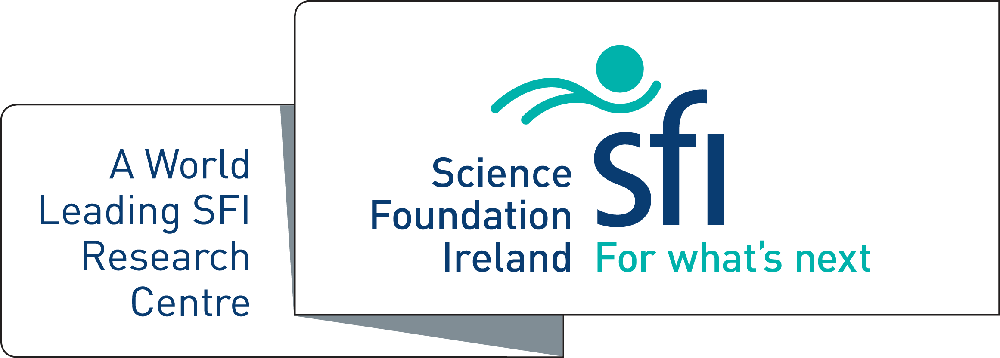 A World
Leading SFI
Research
Centre
sfi
Science
Foundation
Ireland
For what's next